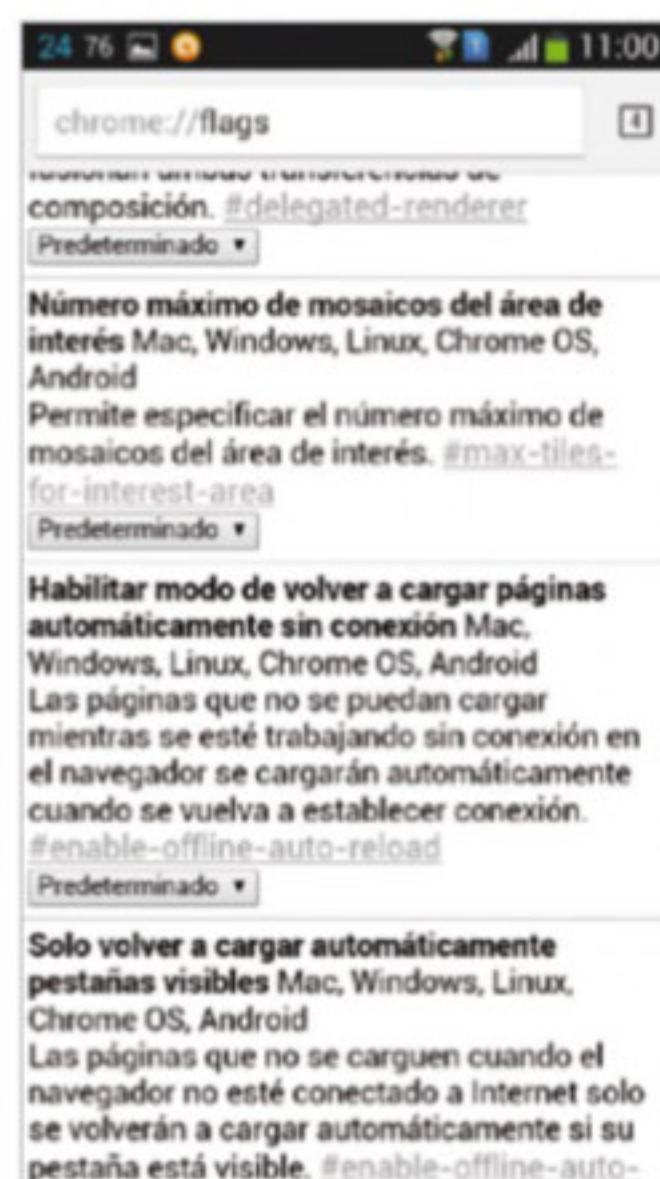 24 76 11:00
chrome://flags 4
fusionan ambas transferencias de
composición. #delegated-renderer
Predeterminado
Número máximo de mosaicos del área de
interés Mac, Windows, Linux, Chrome OS,
Android
Permite especificar el número máximo de
mosaicos del área de interés. #max-tiles-
for-interest-area
Predeterminado
Habilitar modo de volver a cargar páginas
automáticamente sin conexión Mac,
Windows, Linux, Chrome OS, Android
Las páginas que no se puedan cargar
mientras se esté trabajando sin conexión en
el navegador se cargarán automáticamente
cuando se vuelva a establecer conexión.
#enable-offline-auto-reload
Predeterminado
Solo volver a cargar automáticamente
pestañas visibles Mac, Windows, Linux,
Chrome OS, Android
Las páginas que no se carguen cuando el
navegador no esté conectado a Internet solo
se volverán a cargar automáticamente si su
pestaña está visible. #enable-offline-auto-